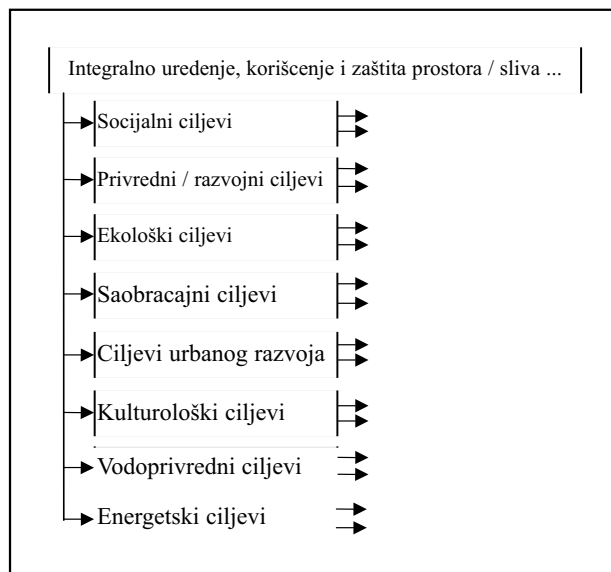 Integralno uredenje, korišcenje i zaštita prostora / sliva ...
Socijalni ciljevi
Privredni / razvojni ciljevi
Ekološki ciljevi
Saobracajni ciljevi
Ciljevi urbanog razvoja
Kulturološki ciljevi
Vodoprivredni ciljevi
Energetski ciljevi